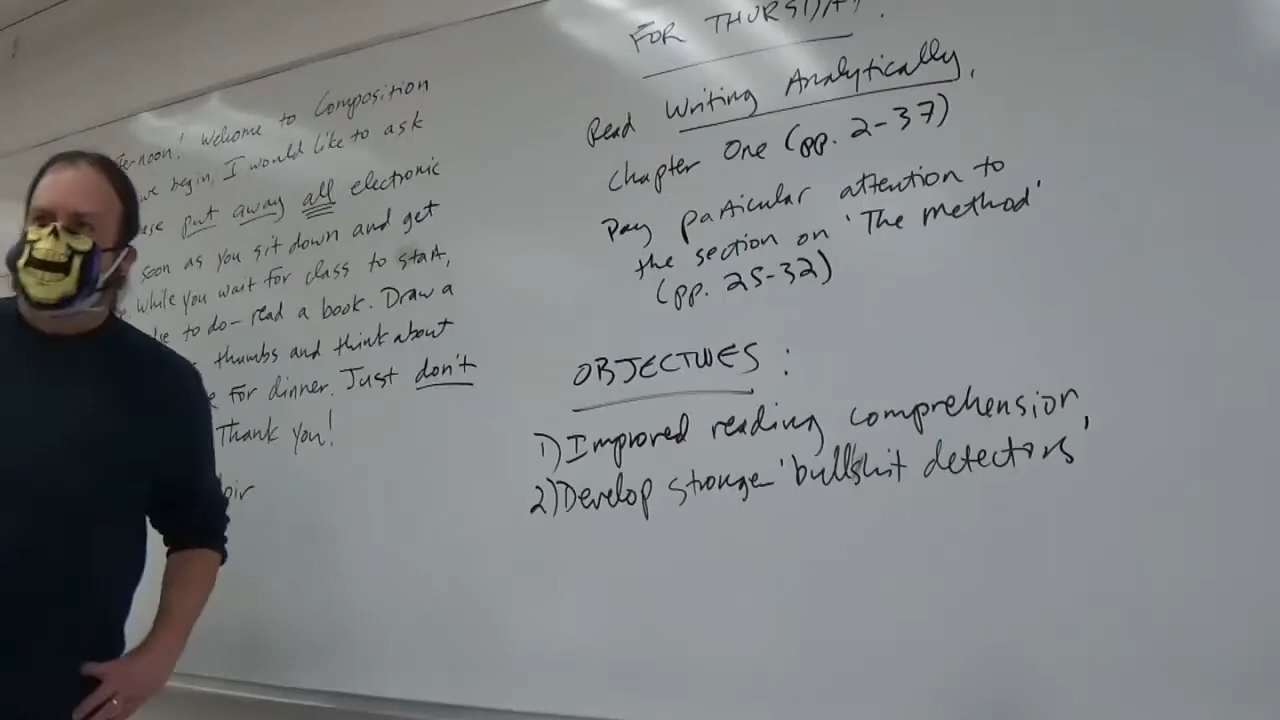 Welcome to Composition
we begin, I would like to ask
put away all electronic
soon as you sit down and get
while you wait for class to start,
to do - read a book. Draw a
thumbs and think about
for dinner. Just don't
Thank you!
FOR THURSDAY:
Read Writing Analytically,
Chapter One (pp. 2-37)
Pay particular attention to
the section on 'The Method'
(pp. 25-32)
OBJECTIVES:
1) Improved reading comprehension,
2) Develop stronger 'bullshit detectors'